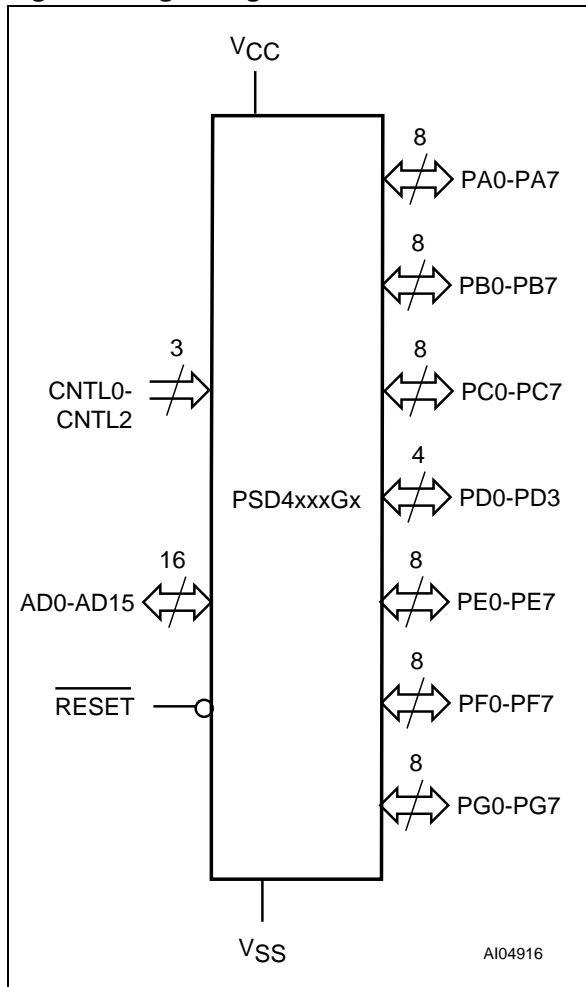 VCC
8
PA0-PA7
8
PB0-PB7
3
CNTL0-
CNTL2
8
PC0-PC7
4
PSD4xxxGx
PD0-PD3
16
AD0-AD15
8
PE0-PE7
RESET
8
PF0-PF7
8
PG0-PG7
VSS
AI04916